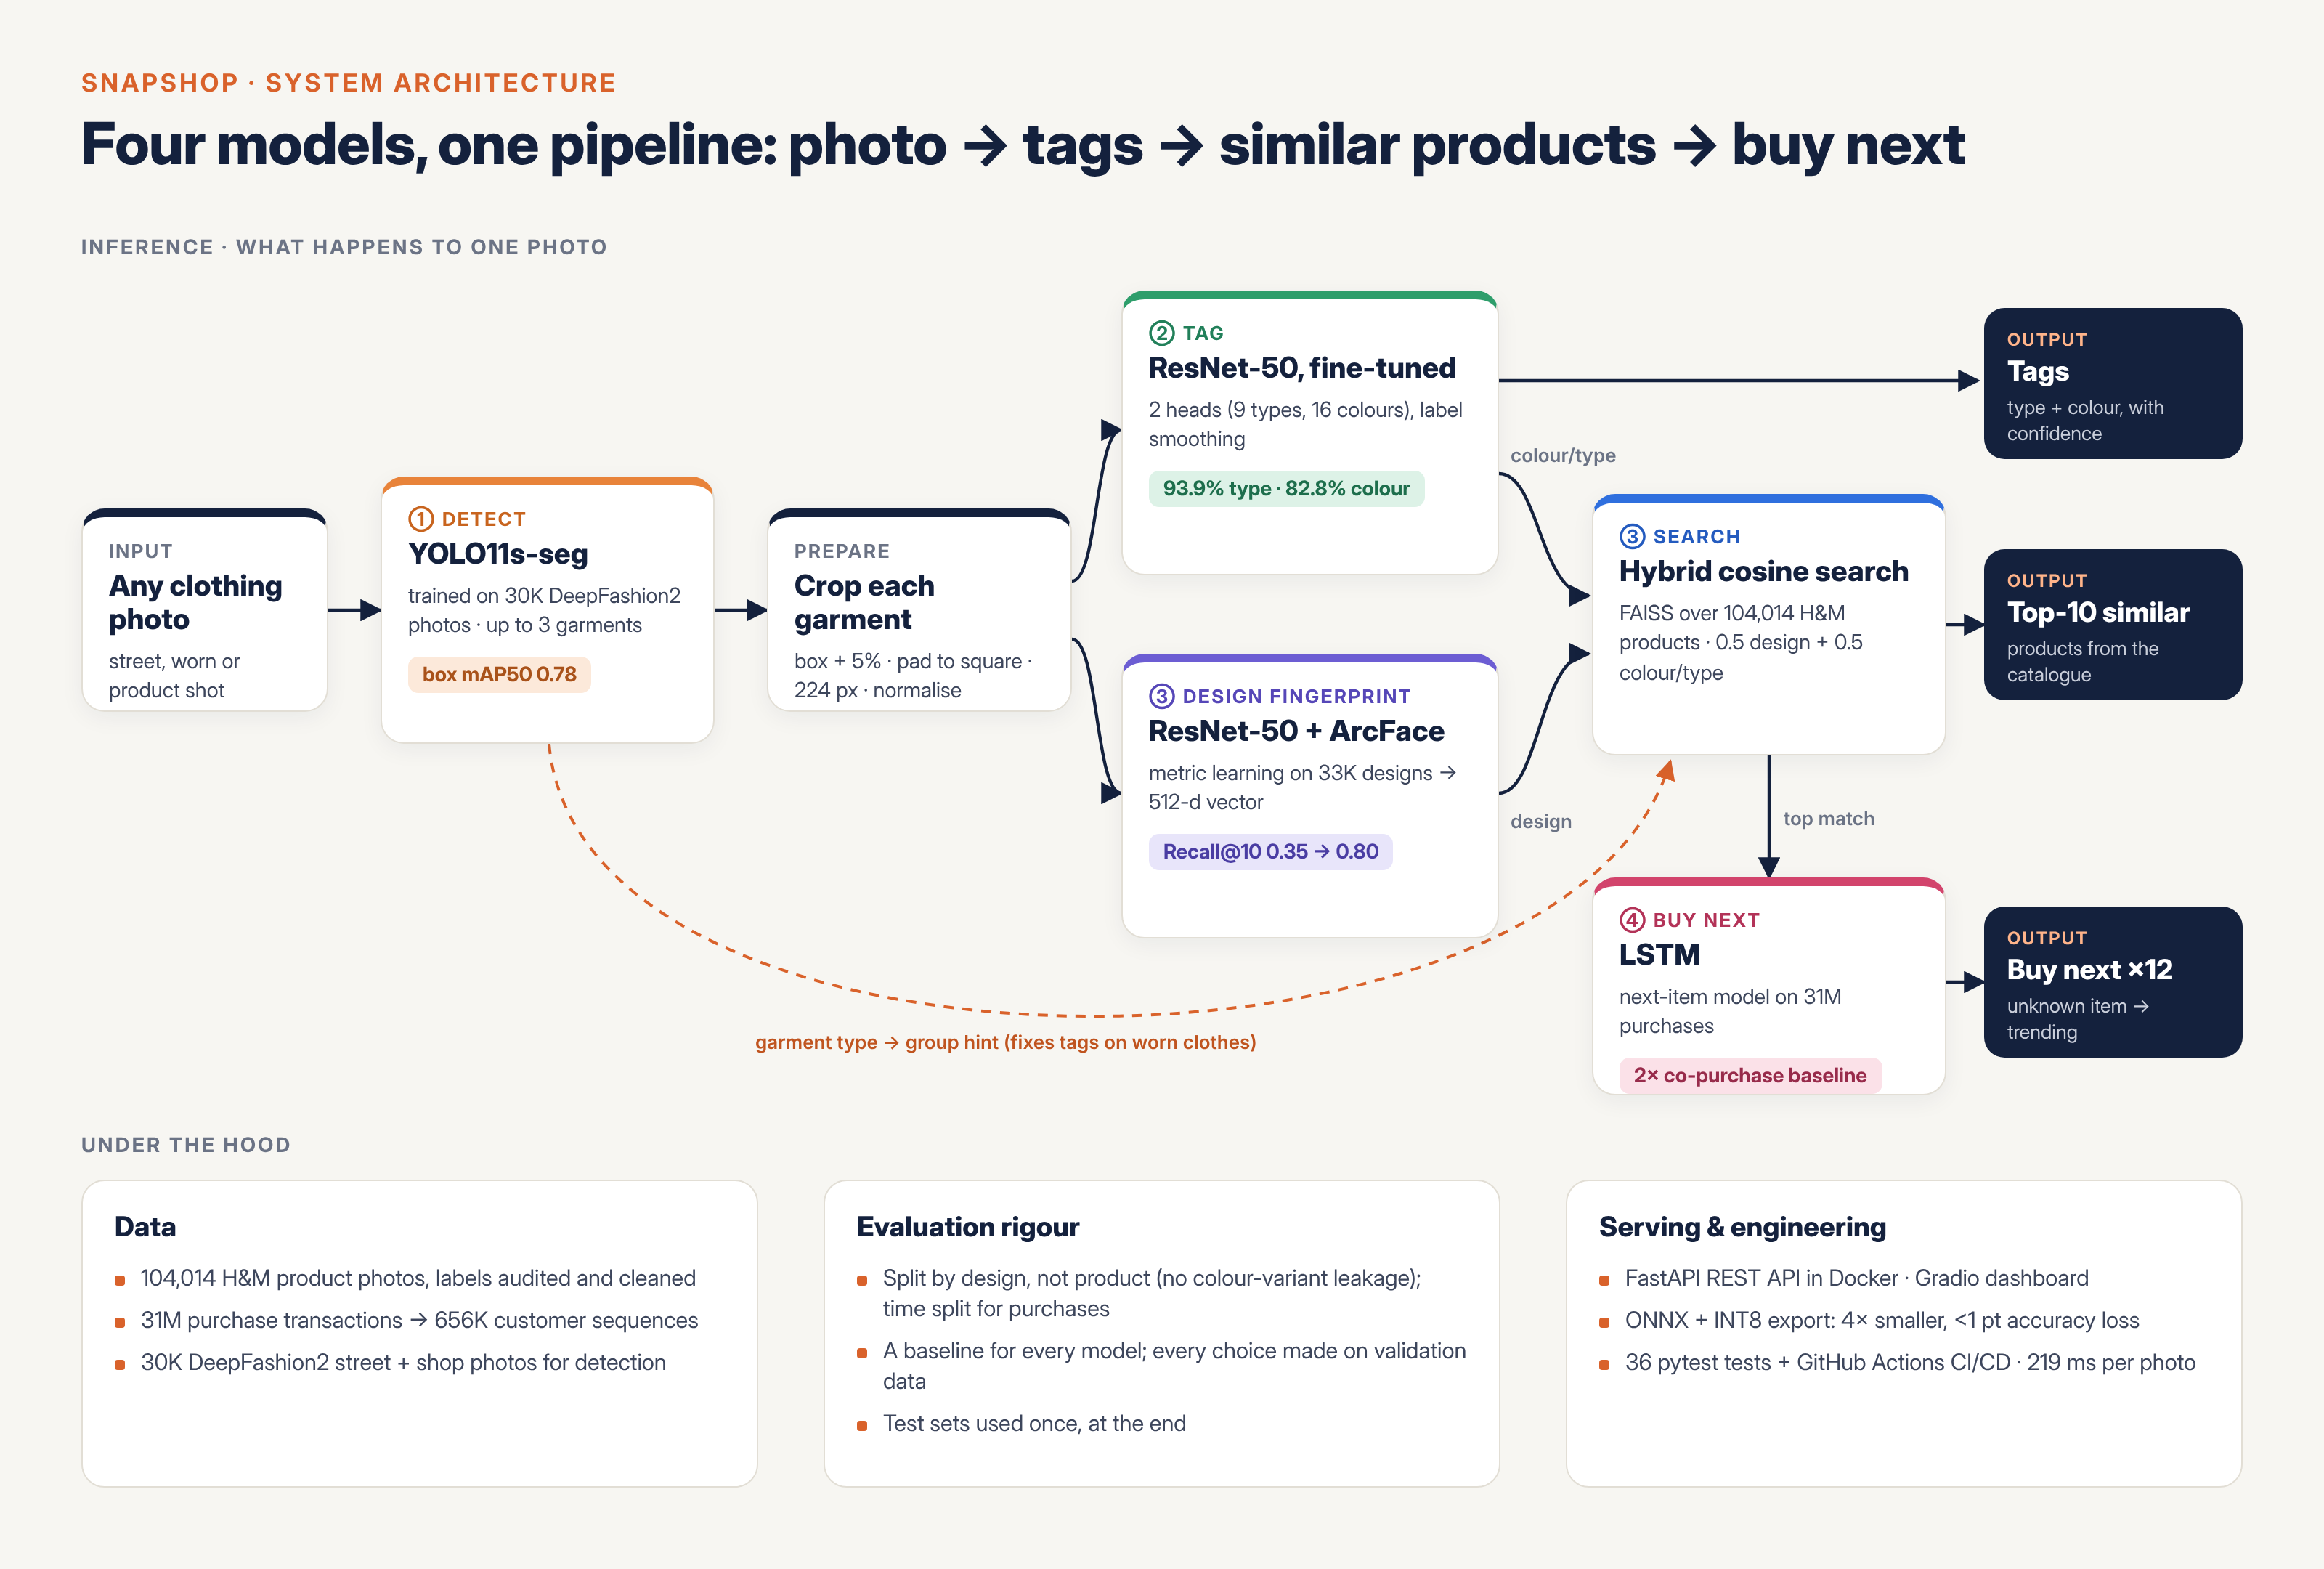 SNAPSHOP · SYSTEM ARCHITECTURE
Four models, one pipeline: photo → tags → similar products → buy next
INFERENCE · WHAT HAPPENS TO ONE PHOTO
INPUT
Any clothing
photo
street, worn or
product shot
① DETECT
YOLO11s-seg
trained on 30K DeepFashion2
photos · up to 3 garments
box mAP50 0.78
PREPARE
Crop each
garment
box + 5% · pad to square ·
224 px · normalise
② TAG
ResNet-50, fine-tuned
2 heads (9 types, 16 colours), label
smoothing
93.9% type · 82.8% colour
③ DESIGN FINGERPRINT
ResNet-50 + ArcFace
metric learning on 33K designs →
512-d vector
Recall@10 0.35 → 0.80
colour/type
design
③ SEARCH
Hybrid cosine search
FAISS over 104,014 H&M
products · 0.5 design + 0.5
colour/type
top match
④ BUY NEXT
LSTM
next-item model on 31M
purchases
2× co-purchase baseline
OUTPUT
Tags
type + colour, with
confidence
OUTPUT
Top-10 similar
products from the
catalogue
OUTPUT
Buy next ×12
unknown item →
trending
garment type → group hint (fixes tags on worn clothes)
UNDER THE HOOD
Data
104,014 H&M product photos, labels audited and cleaned
31M purchase transactions → 656K customer sequences
30K DeepFashion2 street + shop photos for detection
Evaluation rigour
Split by design, not product (no colour-variant leakage);
time split for purchases
A baseline for every model; every choice made on validation
data
Test sets used once, at the end
Serving & engineering
FastAPI REST API in Docker · Gradio dashboard
ONNX + INT8 export: 4× smaller, <1 pt accuracy loss
36 pytest tests + GitHub Actions CI/CD · 219 ms per photo